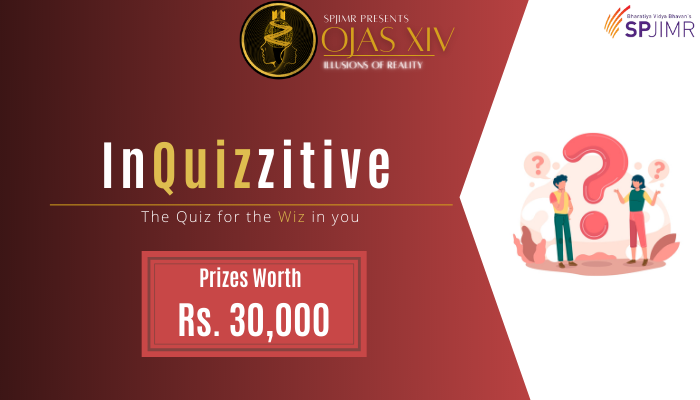 SPJIMR PRESENTS
OJAS XIV
ILLUSIONS OF REALITY
Bharatiya Vidya Bhavan's
SPJIMR
InQuizzitive
The Quiz for the Wiz in you
Prizes Worth
Rs. 30,000
?
?
?